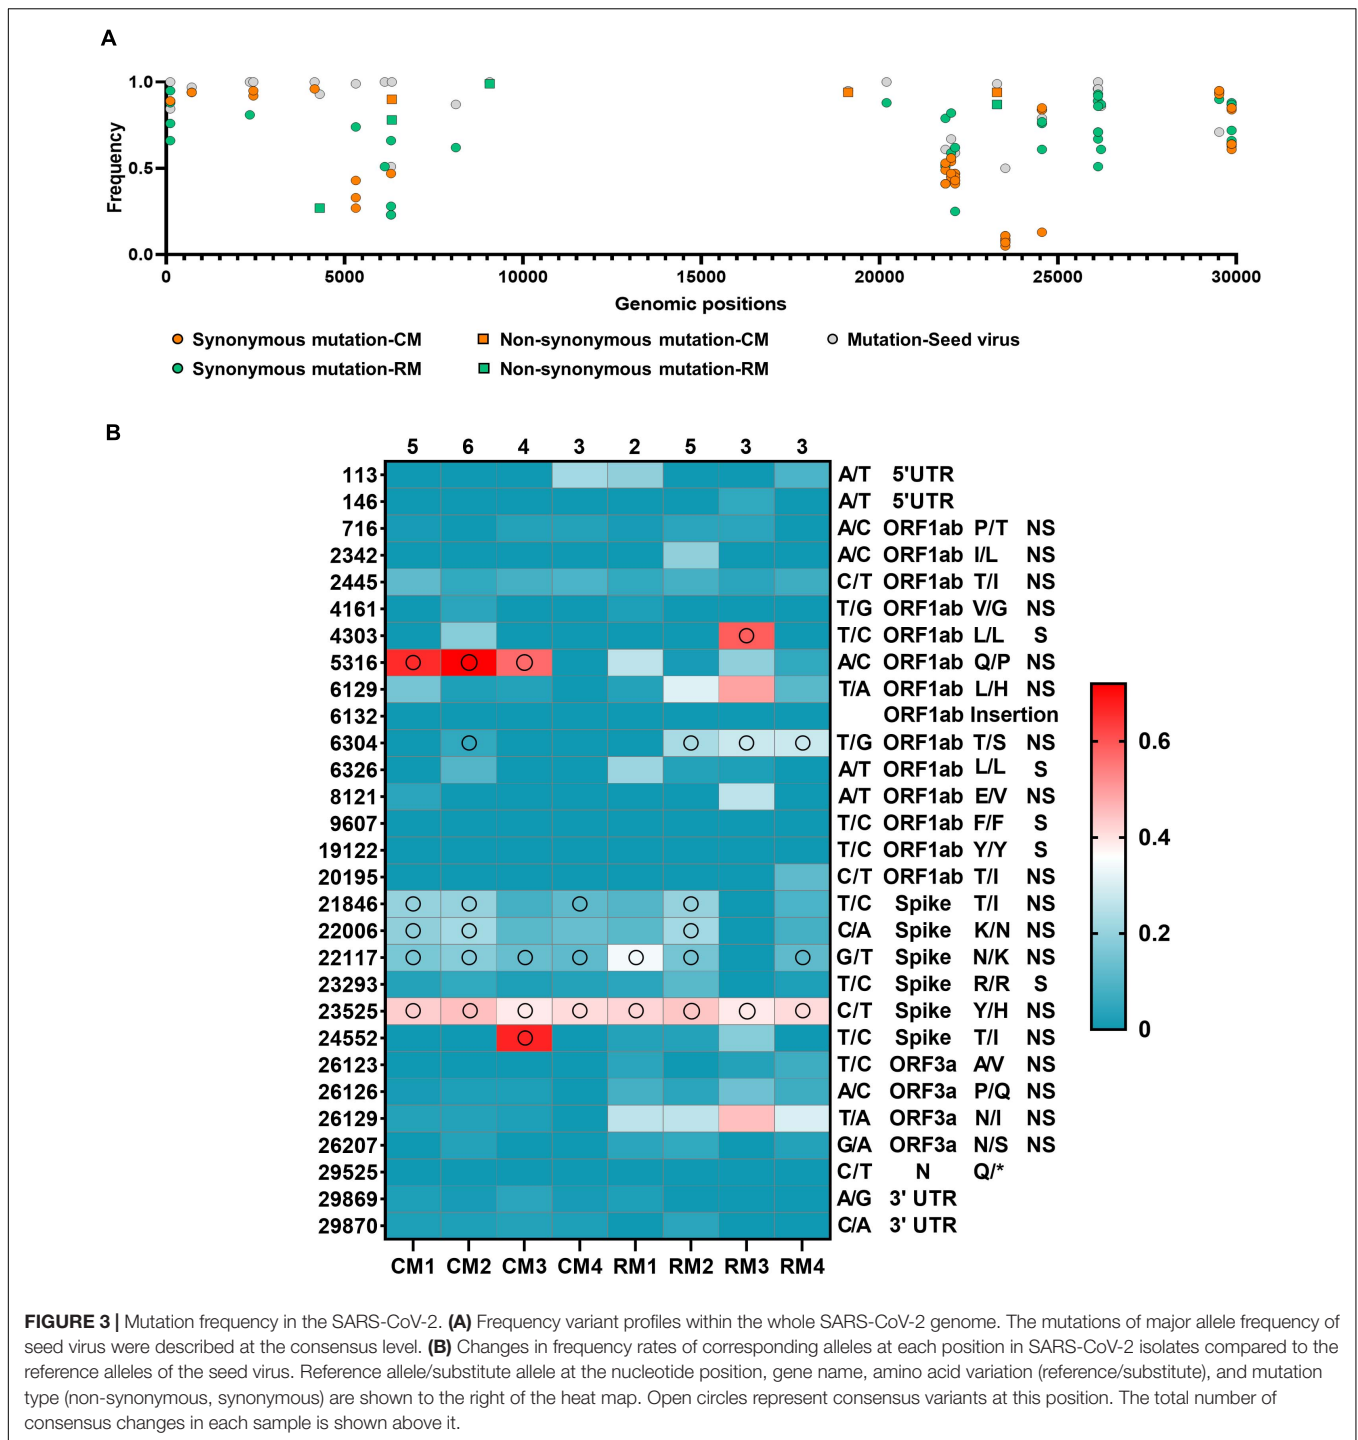 A
1.0
0.5
0.0
Frequency
0 5000 10000 15000 20000 25000 30000
Genomic positions
Synonymous mutation-CM Non-synonymous mutation-CM Mutation-Seed virus
Synonymous mutation-RM Non-synonymous mutation-RM
B
5 6 4 3 2 5 3 3
113 A/T 5'UTR
146 A/T 5'UTR
716 A/C ORF1ab P/T NS
2342 A/C ORF1ab I/L NS
2445 C/T ORF1ab T/I NS
4161 T/G ORF1ab V/G NS
4303 T/C ORF1ab L/L S
5316 A/C ORF1ab Q/P NS
6129 T/A ORF1ab L/H NS
6132 ORF1ab Insertion
6304 T/G ORF1ab T/S NS
6326 A/T ORF1ab L/L S
8121 A/T ORF1ab E/V NS
9607 T/C ORF1ab F/F S
19122 T/C ORF1ab Y/Y S
20195 C/T ORF1ab T/I NS
21846 T/C Spike T/I NS
22006 C/A Spike K/N NS
22117 G/T Spike N/K NS
23293 T/C Spike R/R S
23525 C/T Spike Y/H NS
24552 T/C Spike T/I NS
26123 T/C ORF3a A/V NS
26126 A/C ORF3a P/Q NS
26129 T/A ORF3a N/I NS
26207 G/A ORF3a N/S NS
29525 C/T N Q/*
29869 A/G 3' UTR
29870 C/A 3' UTR
0.6
0.4
0.2
0
CM1 CM2 CM3 CM4 RM1 RM2 RM3 RM4
FIGURE 3 | Mutation frequency in the SARS-CoV-2. (A) Frequency variant profiles within the whole SARS-CoV-2 genome. The mutations of major allele frequency of
seed virus were described at the consensus level. (B) Changes in frequency rates of corresponding alleles at each position in SARS-CoV-2 isolates compared to the
reference alleles of the seed virus. Reference allele/substitute allele at the nucleotide position, gene name, amino acid variation (reference/substitute), and mutation
type (non-synonymous, synonymous) are shown to the right of the heat map. Open circles represent consensus variants at this position. The total number of
consensus changes in each sample is shown above it.